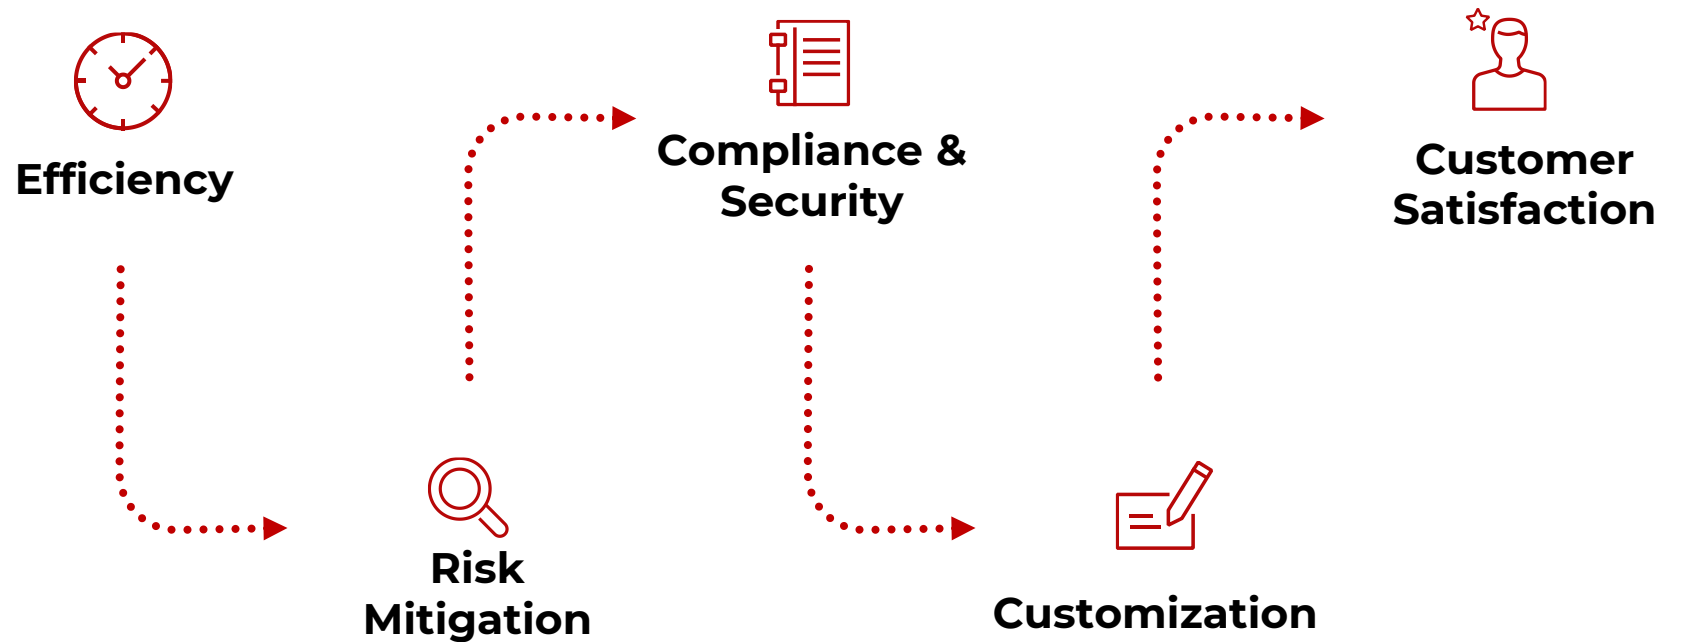 Efficiency
Risk
Mitigation
Compliance &
Security
Customization
Customer
Satisfaction